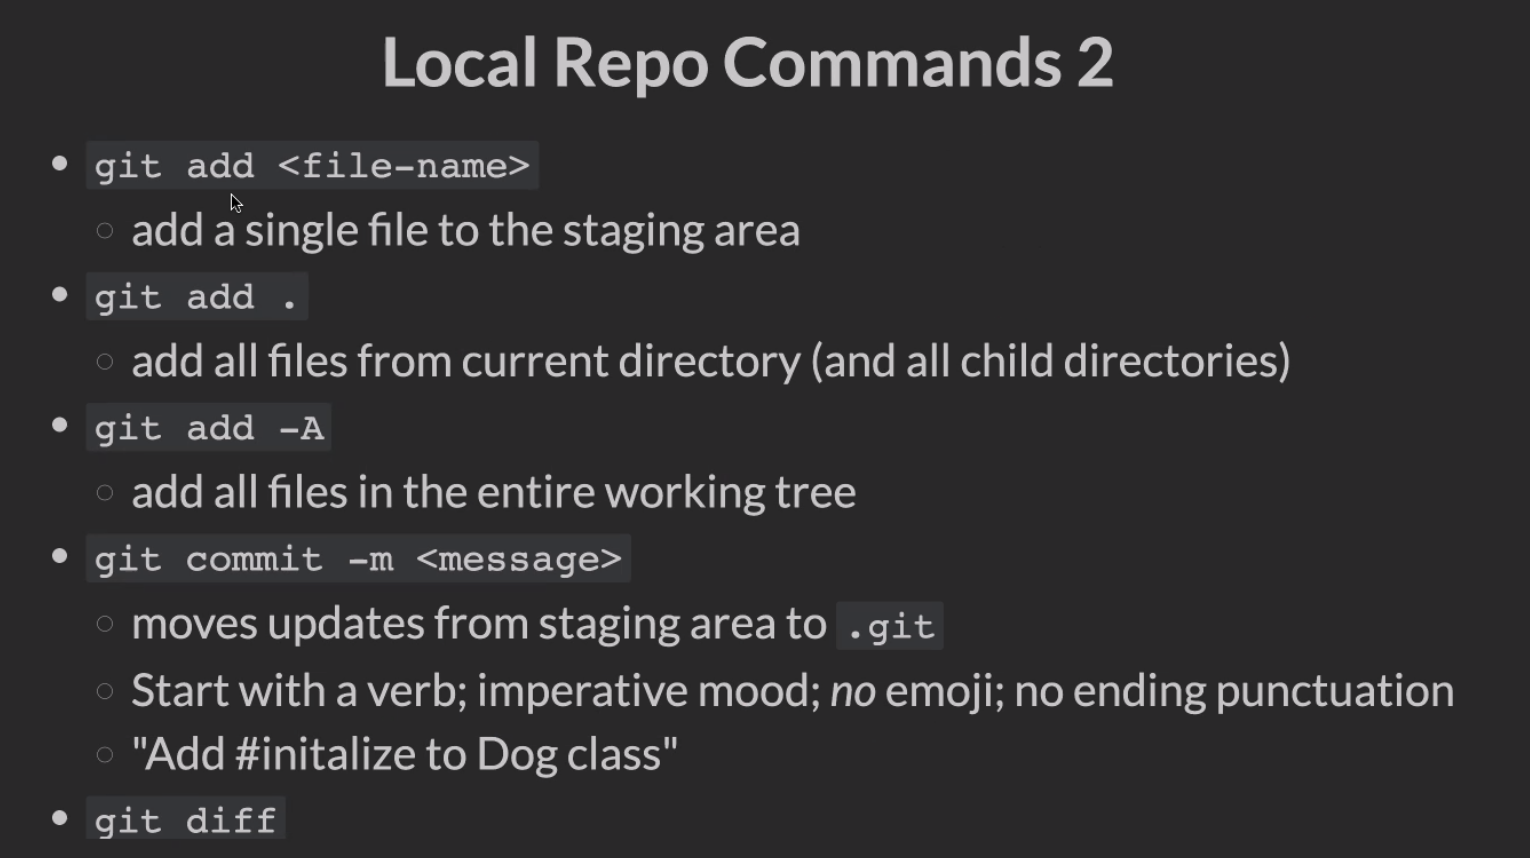 Local Repo Commands 2
git add <file-name>
add a single file to the staging area
git add .
add all files from current directory (and all child directories)
git add -A
add all files in the entire working tree
git commit -m <message>
moves updates from staging area to .git
Start with a verb; imperative mood; no emoji; no ending punctuation
"Add #initalize to Dog class"
git diff